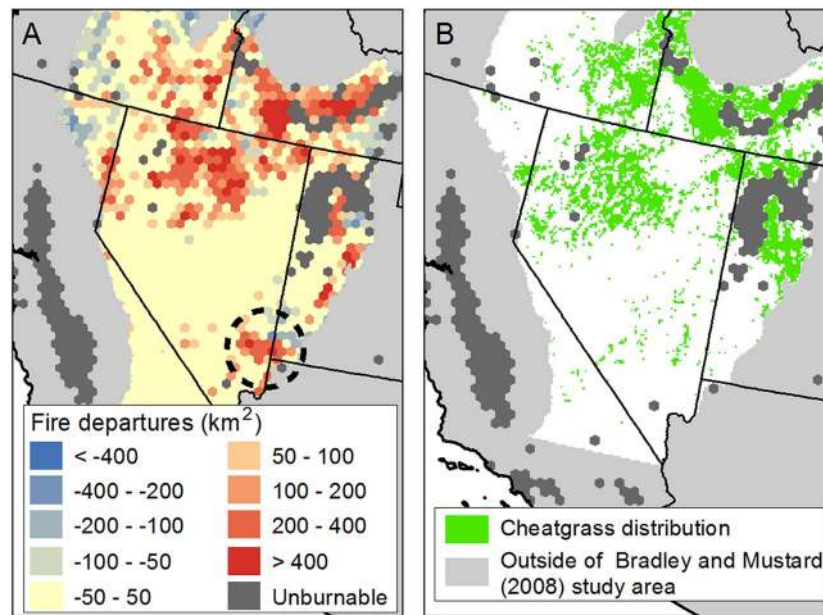 A
B
Fire departures (km²)
< -400
-400 - -200
-200 - -100
-100 - -50
-50 - 50
50 - 100
100 - 200
200 - 400
> 400
Unburnable
Cheatgrass distribution
Outside of Bradley and Mustard
(2008) study area